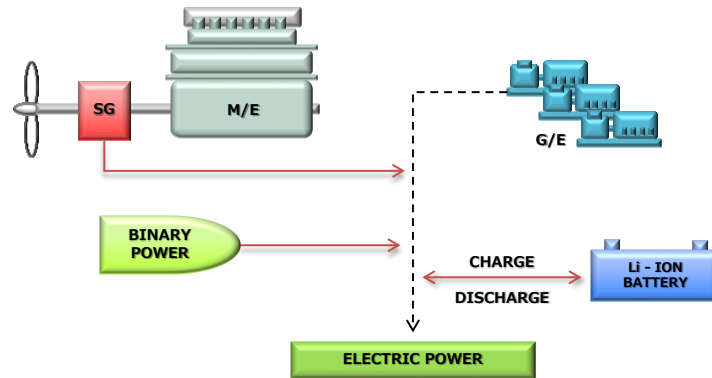 SG
M/E
G/E
BINARY
POWER
CHARGE
DISCHARGE
Li - ION
BATTERY
ELECTRIC POWER